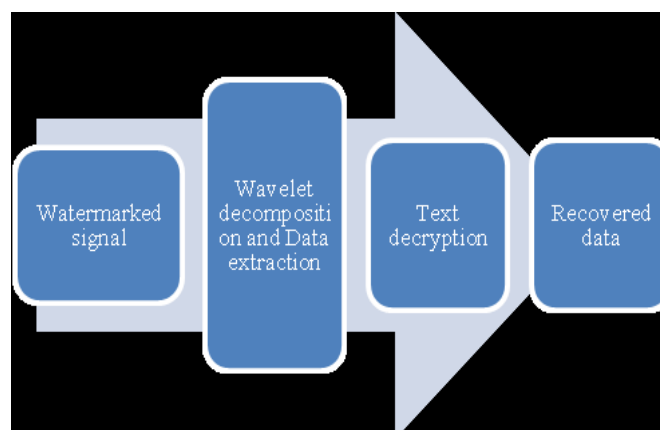 Watermarked
signal
Wavelet
decompositi
on and Data
extraction
Text
decryption
Recovered
data